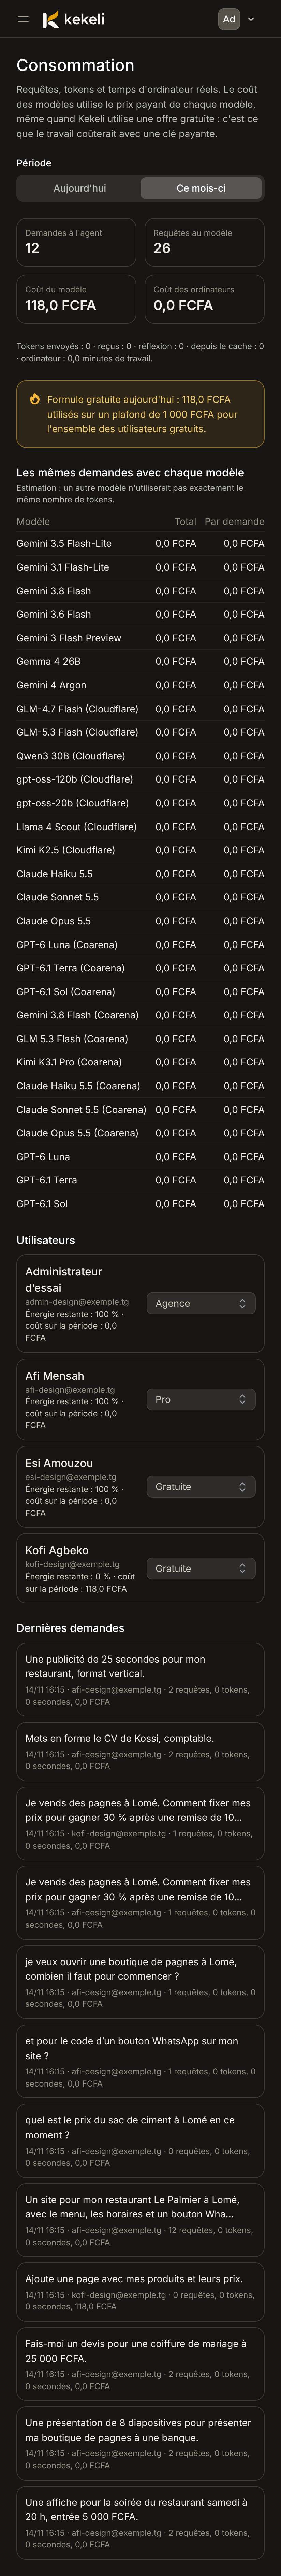 kekeli
Ad
Consommation
Requêtes, tokens et temps d'ordinateur réels. Le coût
des modèles utilise le prix payant de chaque modèle,
même quand Kekeli utilise une offre gratuite : c'est ce
que le travail coûterait avec une clé payante.
Période
Aujourd'hui
Ce mois-ci
Demandes à l'agent
12
Requêtes au modèle
26
Coût du modèle
118,0 FCFA
Coût des ordinateurs
0,0 FCFA
Tokens envoyés : 0 · reçus : 0 · réflexion : 0 · depuis le cache : 0
· ordinateur : 0,0 minutes de travail.
Formule gratuite aujourd'hui : 118,0 FCFA
utilisés sur un plafond de 1 000 FCFA pour
l'ensemble des utilisateurs gratuits.
Les mêmes demandes avec chaque modèle
Estimation : un autre modèle n'utiliserait pas exactement le
même nombre de tokens.
Modèle Total Par demande
Gemini 3.5 Flash-Lite 0,0 FCFA 0,0 FCFA
Gemini 3.1 Flash-Lite 0,0 FCFA 0,0 FCFA
Gemini 3.8 Flash 0,0 FCFA 0,0 FCFA
Gemini 3.6 Flash 0,0 FCFA 0,0 FCFA
Gemini 3 Flash Preview 0,0 FCFA 0,0 FCFA
Gemma 4 26B 0,0 FCFA 0,0 FCFA
Gemini 4 Argon 0,0 FCFA 0,0 FCFA
GLM-4.7 Flash (Cloudflare) 0,0 FCFA 0,0 FCFA
GLM-5.3 Flash (Cloudflare) 0,0 FCFA 0,0 FCFA
Qwen3 30B (Cloudflare) 0,0 FCFA 0,0 FCFA
gpt-oss-120b (Cloudflare) 0,0 FCFA 0,0 FCFA
gpt-oss-20b (Cloudflare) 0,0 FCFA 0,0 FCFA
Llama 4 Scout (Cloudflare) 0,0 FCFA 0,0 FCFA
Kimi K2.5 (Cloudflare) 0,0 FCFA 0,0 FCFA
Claude Haiku 5.5 0,0 FCFA 0,0 FCFA
Claude Sonnet 5.5 0,0 FCFA 0,0 FCFA
Claude Opus 5.5 0,0 FCFA 0,0 FCFA
GPT-6 Luna (Coarena) 0,0 FCFA 0,0 FCFA
GPT-6.1 Terra (Coarena) 0,0 FCFA 0,0 FCFA
GPT-6.1 Sol (Coarena) 0,0 FCFA 0,0 FCFA
Gemini 3.8 Flash (Coarena) 0,0 FCFA 0,0 FCFA
GLM 5.3 Flash (Coarena) 0,0 FCFA 0,0 FCFA
Kimi K3.1 Pro (Coarena) 0,0 FCFA 0,0 FCFA
Claude Haiku 5.5 (Coarena) 0,0 FCFA 0,0 FCFA
Claude Sonnet 5.5 (Coarena) 0,0 FCFA 0,0 FCFA
Claude Opus 5.5 (Coarena) 0,0 FCFA 0,0 FCFA
GPT-6 Luna 0,0 FCFA 0,0 FCFA
GPT-6.1 Terra 0,0 FCFA 0,0 FCFA
GPT-6.1 Sol 0,0 FCFA 0,0 FCFA
Utilisateurs
Administrateur
d’essai
admin-design@exemple.tg
Énergie restante : 100 % ·
coût sur la période : 0,0
FCFA
Agence
Afi Mensah
afi-design@exemple.tg
Énergie restante : 100 % ·
coût sur la période : 0,0
FCFA
Pro
Esi Amouzou
esi-design@exemple.tg
Énergie restante : 100 % ·
coût sur la période : 0,0
FCFA
Gratuite
Kofi Agbeko
kofi-design@exemple.tg
Énergie restante : 0 % · coût
sur la période : 118,0 FCFA
Gratuite
Dernières demandes
Une publicité de 25 secondes pour mon
restaurant, format vertical.
14/11 16:15 · afi-design@exemple.tg · 2 requêtes, 0 tokens,
0 secondes, 0,0 FCFA
Mets en forme le CV de Kossi, comptable.
14/11 16:15 · afi-design@exemple.tg · 2 requêtes, 0 tokens,
0 secondes, 0,0 FCFA
Je vends des pagnes à Lomé. Comment fixer mes
prix pour gagner 30 % après une remise de 10...
14/11 16:15 · kofi-design@exemple.tg · 1 requêtes, 0 tokens,
0 secondes, 0,0 FCFA
Je vends des pagnes à Lomé. Comment fixer mes
prix pour gagner 30 % après une remise de 10...
14/11 16:15 · afi-design@exemple.tg · 1 requêtes, 0 tokens, 0
secondes, 0,0 FCFA
je veux ouvrir une boutique de pagnes à Lomé,
combien il faut pour commencer ?
14/11 16:15 · afi-design@exemple.tg · 1 requêtes, 0 tokens, 0
secondes, 0,0 FCFA
et pour le code d’un bouton WhatsApp sur mon
site ?
14/11 16:15 · afi-design@exemple.tg · 1 requêtes, 0 tokens, 0
secondes, 0,0 FCFA
quel est le prix du sac de ciment à Lomé en ce
moment ?
14/11 16:15 · afi-design@exemple.tg · 0 requêtes, 0 tokens,
0 secondes, 0,0 FCFA
Un site pour mon restaurant Le Palmier à Lomé,
avec le menu, les horaires et un bouton Wha...
14/11 16:15 · afi-design@exemple.tg · 12 requêtes, 0 tokens,
0 secondes, 0,0 FCFA
Ajoute une page avec mes produits et leurs prix.
14/11 16:15 · kofi-design@exemple.tg · 0 requêtes, 0 tokens,
0 secondes, 118,0 FCFA
Fais-moi un devis pour une coiffure de mariage à
25 000 FCFA.
14/11 16:15 · afi-design@exemple.tg · 2 requêtes, 0 tokens,
0 secondes, 0,0 FCFA
Une présentation de 8 diapositives pour présenter
ma boutique de pagnes à une banque.
14/11 16:15 · afi-design@exemple.tg · 2 requêtes, 0 tokens,
0 secondes, 0,0 FCFA
Une affiche pour la soirée du restaurant samedi à
20 h, entrée 5 000 FCFA.
14/11 16:15 · afi-design@exemple.tg · 2 requêtes, 0 tokens,
0 secondes, 0,0 FCFA